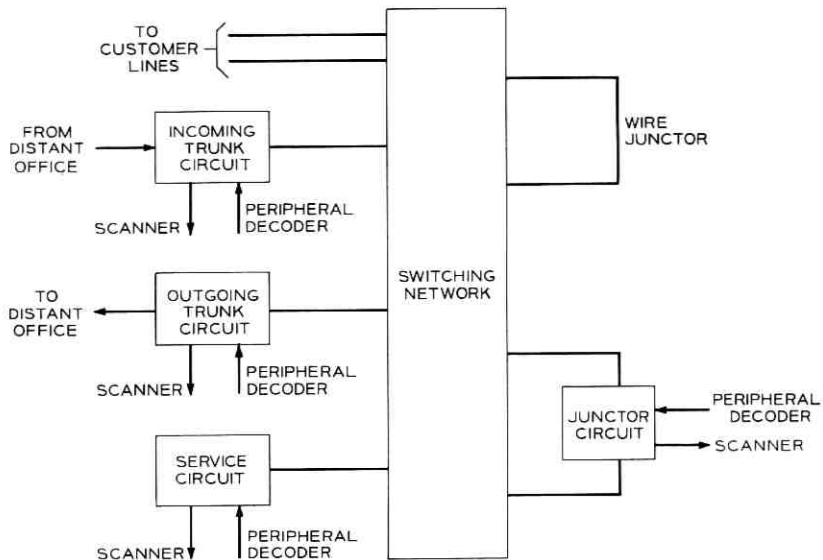 TO
CUSTOMER
LINES
FROM
DISTANT
OFFICE
INCOMING
TRUNK
CIRCUIT
SCANNER
PERIPHERAL
DECODER
WIRE
JUNCTOR
SWITCHING
NETWORK
TO
DISTANT
OFFICE
OUTGOING
TRUNK
CIRCUIT
SCANNER
PERIPHERAL
DECODER
JUNCTOR
CIRCUIT
PERIPHERAL
DECODER
SCANNER
SERVICE
CIRCUIT
SCANNER
PERIPHERAL
DECODER